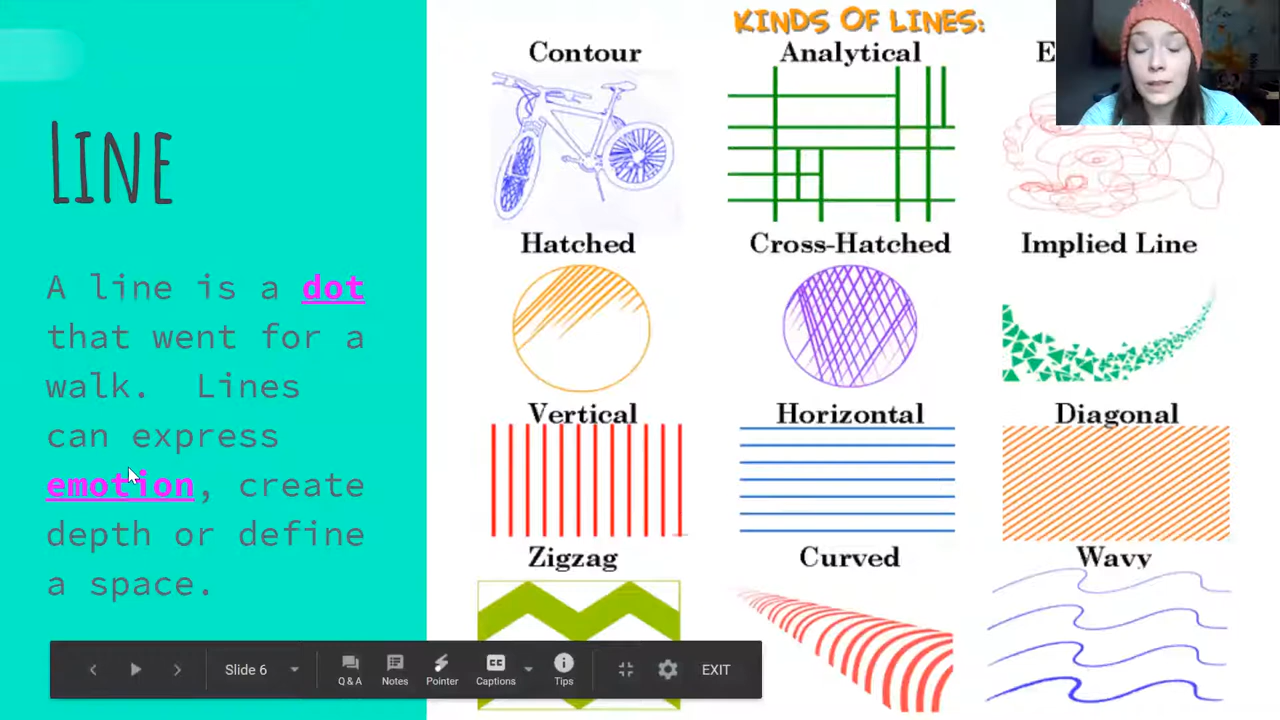 LINE
A line is a dot
that went for a
walk. Lines
can express
emotion, create
depth or define
a space.
KINDS OF LINES:
Contour
Analytical
E
Hatched
Cross-Hatched
Implied Line
Vertical
Horizontal
Diagonal
Zigzag
Curved
Wavy
Slide 6
Q & A
Notes
Pointer
CC
Captions
Tips
EXIT